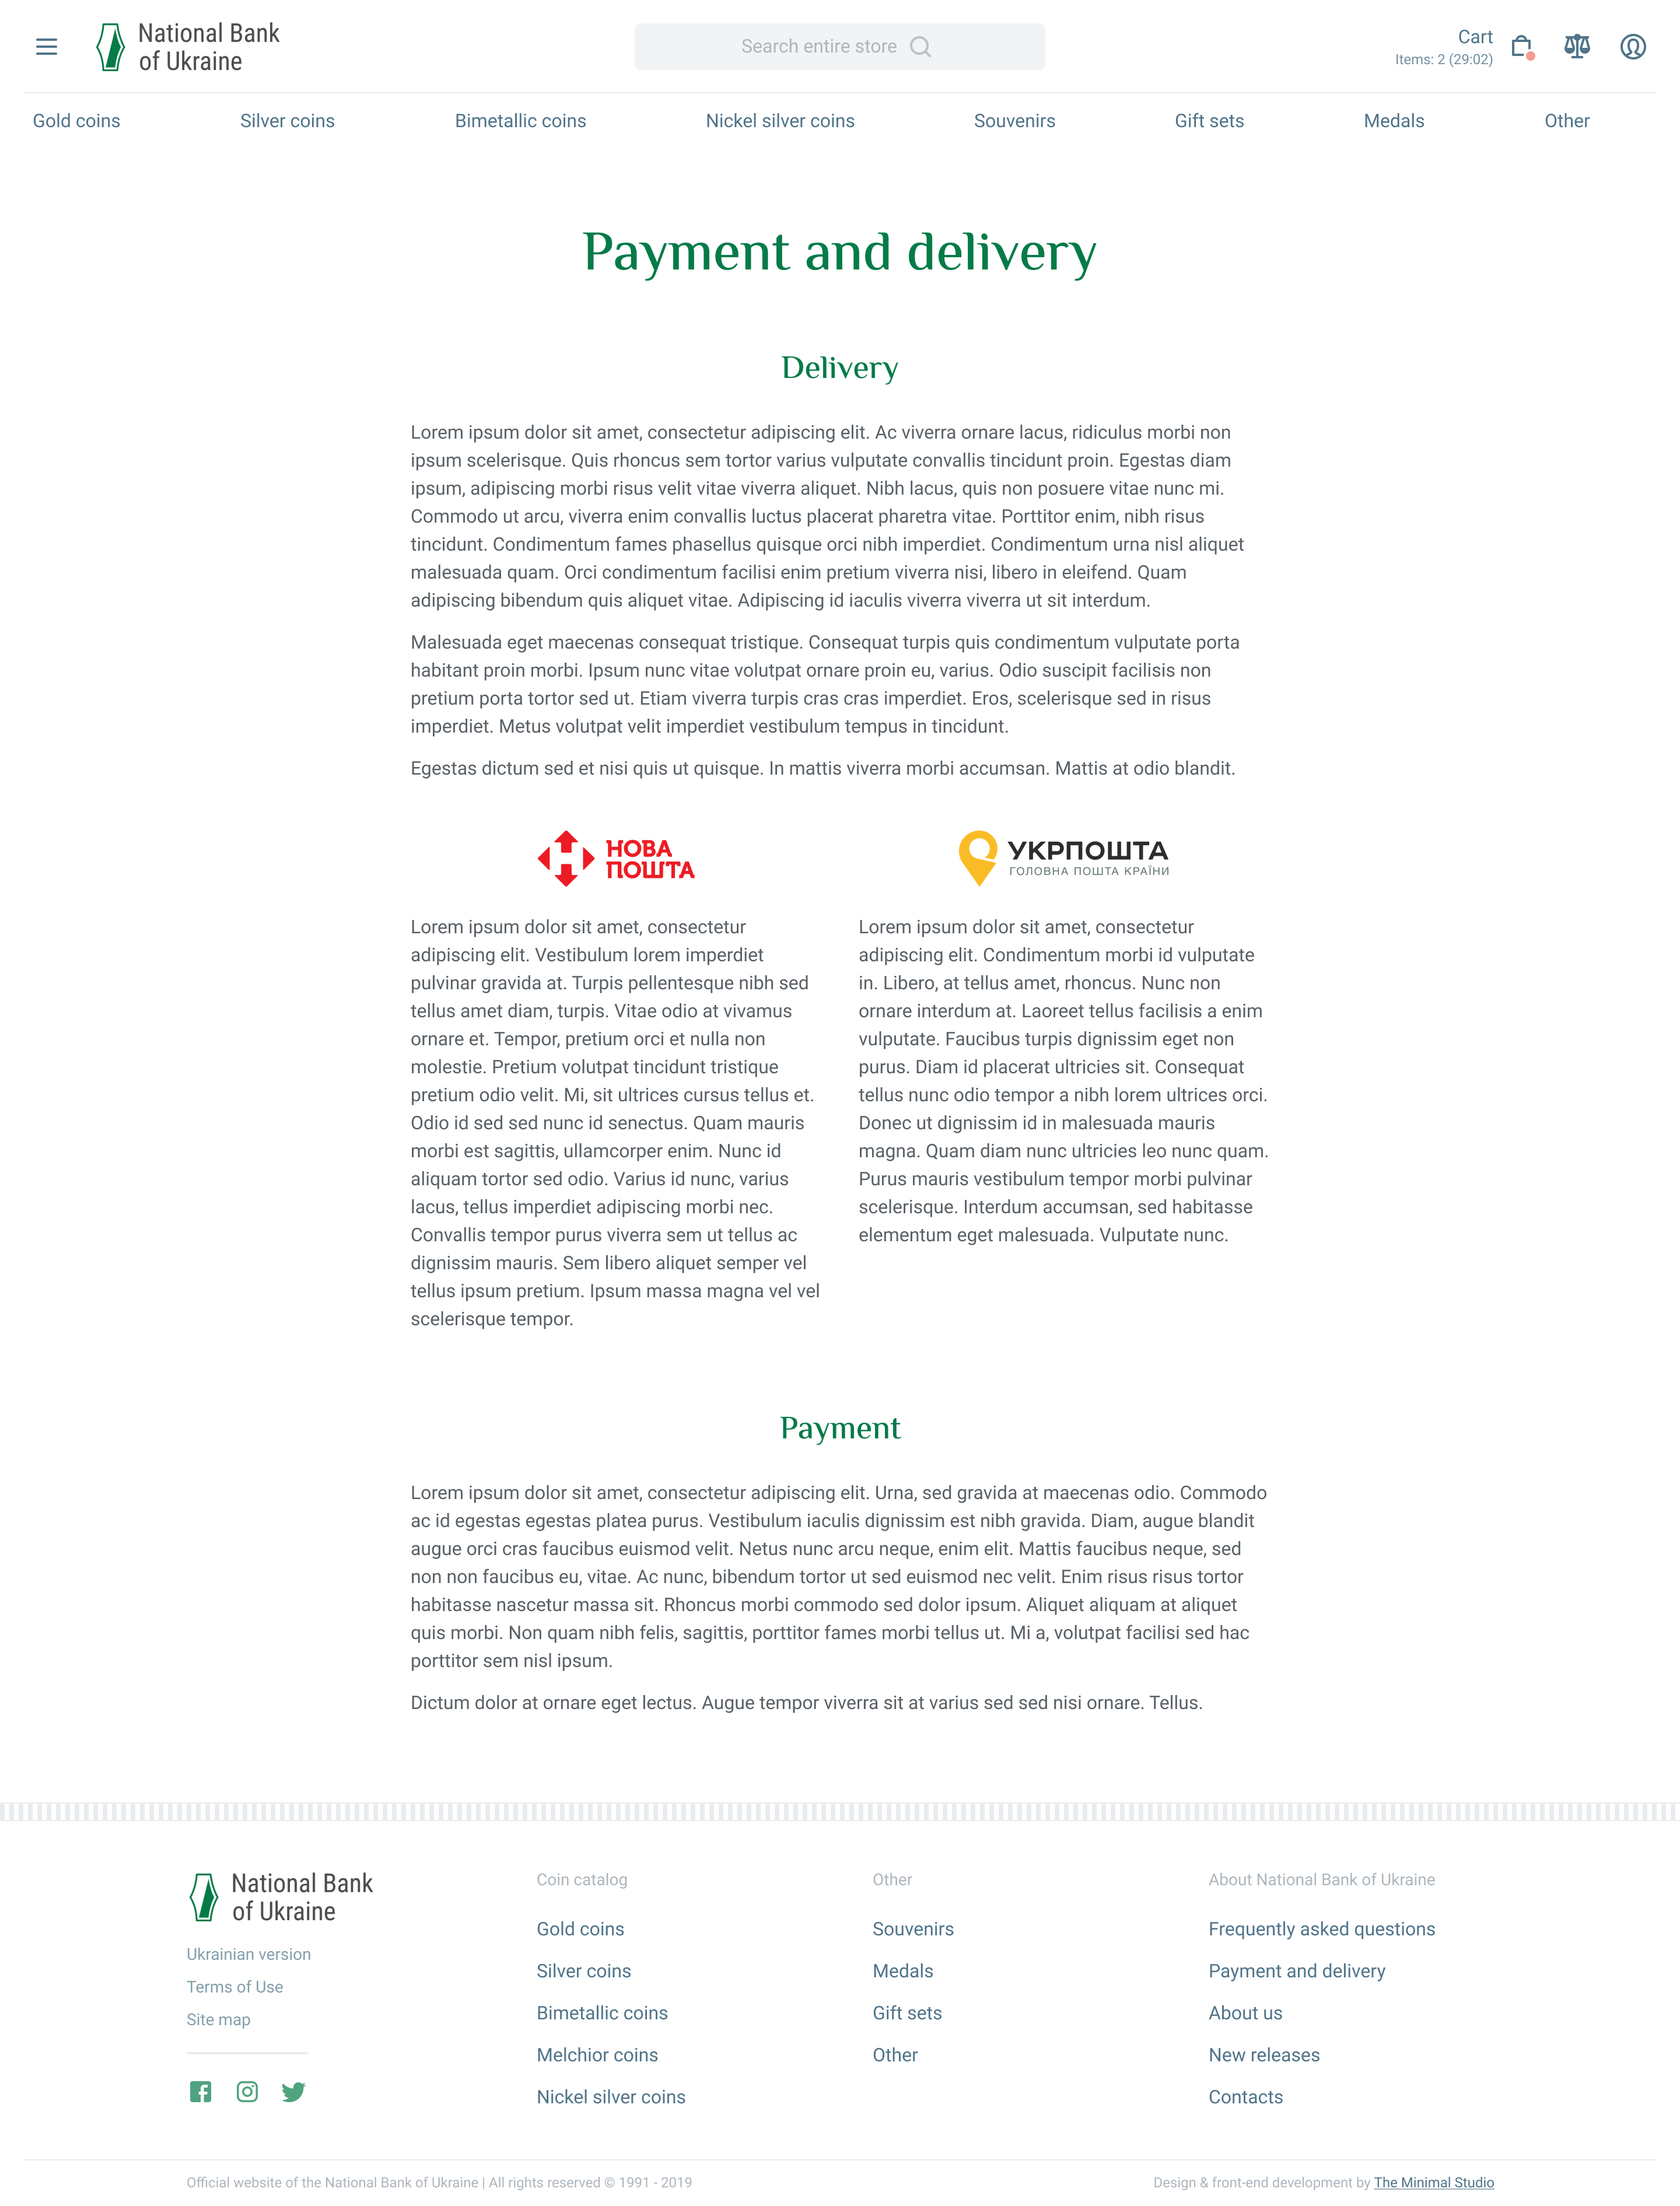 National Bank
of Ukraine
Search entire store
Cart
Items: 2 (29:02)
Gold coins
Silver coins
Bimetallic coins
Nickel silver coins
Souvenirs
Gift sets
Medals
Other
Payment and delivery
Delivery
Lorem ipsum dolor sit amet, consectetur adipiscing elit. Ac viverra ornare lacus, ridiculus morbi non
ipsum scelerisque. Quis rhoncus sem tortor varius vulputate convallis tincidunt proin. Egestas diam
ipsum, adipiscing morbi risus velit vitae viverra aliquet. Nibh lacus, quis non posuere vitae nunc mi.
Commodo ut arcu, viverra enim convallis luctus placerat pharetra vitae. Porttitor enim, nibh risus
tincidunt. Condimentum fames phasellus quisque orci nibh imperdiet. Condimentum urna nisl aliquet
malesuada quam. Orci condimentum facilisi enim pretium viverra nisi, libero in eleifend. Quam
adipiscing bibendum quis aliquet vitae. Adipiscing id iaculis viverra viverra ut sit interdum.
Malesuada eget maecenas consequat tristique. Consequat turpis quis condimentum vulputate porta
habitant proin morbi. Ipsum nunc vitae volutpat ornare proin eu, varius. Odio suscipit facilisis non
pretium porta tortor sed ut. Etiam viverra turpis cras cras imperdiet. Eros, scelerisque sed in risus
imperdiet. Metus volutpat velit imperdiet vestibulum tempus in tincidunt.
Egestas dictum sed et nisi quis ut quisque. In mattis viverra morbi accumsan. Mattis at odio blandit.
НОВА
ПОШТА
Lorem ipsum dolor sit amet, consectetur
adipiscing elit. Vestibulum lorem imperdiet
pulvinar gravida at. Turpis pellentesque nibh sed
tellus amet diam, turpis. Vitae odio at vivamus
ornare et. Tempor, pretium orci et nulla non
molestie. Pretium volutpat tincidunt tristique
pretium odio velit. Mi, sit ultrices cursus tellus et.
Odio id sed sed nunc id senectus. Quam mauris
morbi est sagittis, ullamcorper enim. Nunc id
aliquam tortor sed odio. Varius id nunc, varius
lacus, tellus imperdiet adipiscing morbi nec.
Convallis tempor purus viverra sem ut tellus ac
dignissim mauris. Sem libero aliquet semper vel
tellus ipsum pretium. Ipsum massa magna vel vel
scelerisque tempor.
УКРПОШТА
ГОЛОВНА ПОШТА КРАЇНИ
Lorem ipsum dolor sit amet, consectetur
adipiscing elit. Condimentum morbi id vulputate
in. Libero, at tellus amet, rhoncus. Nunc non
ornare interdum at. Laoreet tellus facilisis a enim
vulputate. Faucibus turpis dignissim eget non
purus. Diam id placerat ultricies sit. Consequat
tellus nunc odio tempor a nibh lorem ultrices orci.
Donec ut dignissim id in malesuada mauris
magna. Quam diam nunc ultricies leo nunc quam.
Purus mauris vestibulum tempor morbi pulvinar
scelerisque. Interdum accumsan, sed habitasse
elementum eget malesuada. Vulputate nunc.
Payment
Lorem ipsum dolor sit amet, consectetur adipiscing elit. Urna, sed gravida at maecenas odio. Commodo
ac id egestas egestas platea purus. Vestibulum iaculis dignissim est nibh gravida. Diam, augue blandit
augue orci cras faucibus euismod velit. Netus nunc arcu neque, enim elit. Mattis faucibus neque, sed
non non faucibus eu, vitae. Ac nunc, bibendum tortor ut sed euismod nec velit. Enim risus risus tortor
habitasse nascetur massa sit. Rhoncus morbi commodo sed dolor ipsum. Aliquet aliquam at aliquet
quis morbi. Non quam nibh felis, sagittis, porttitor fames morbi tellus ut. Mi a, volutpat facilisi sed hac
porttitor sem nisl ipsum.
Dictum dolor at ornare eget lectus. Augue tempor viverra sit at varius sed sed nisi ornare. Tellus.
National Bank
of Ukraine
Ukrainian version
Terms of Use
Site map
Coin catalog
Gold coins
Silver coins
Bimetallic coins
Melchior coins
Nickel silver coins
Other
Souvenirs
Medals
Gift sets
Other
About National Bank of Ukraine
Frequently asked questions
Payment and delivery
About us
New releases
Contacts
Official website of the National Bank of Ukraine | All rights reserved © 1991 - 2019
Design & front-end development by The Minimal Studio